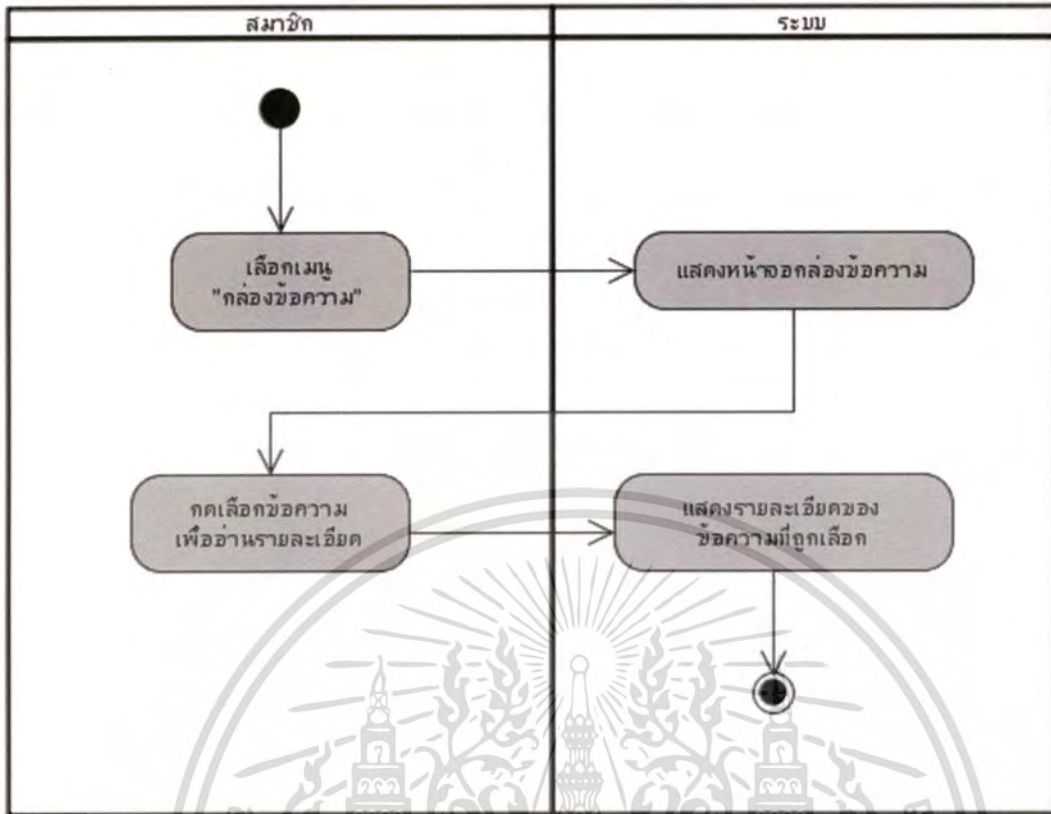 สมาชิก
ระบบ
เลือกเมนู
"กล่องข้อความ"
แสดงหน้าจอกล่องข้อความ
กดเลือกข้อความ
เพื่ออ่านรายละเอียด
แสดงรายละเอียดของ
ข้อความที่ถูกเลือก